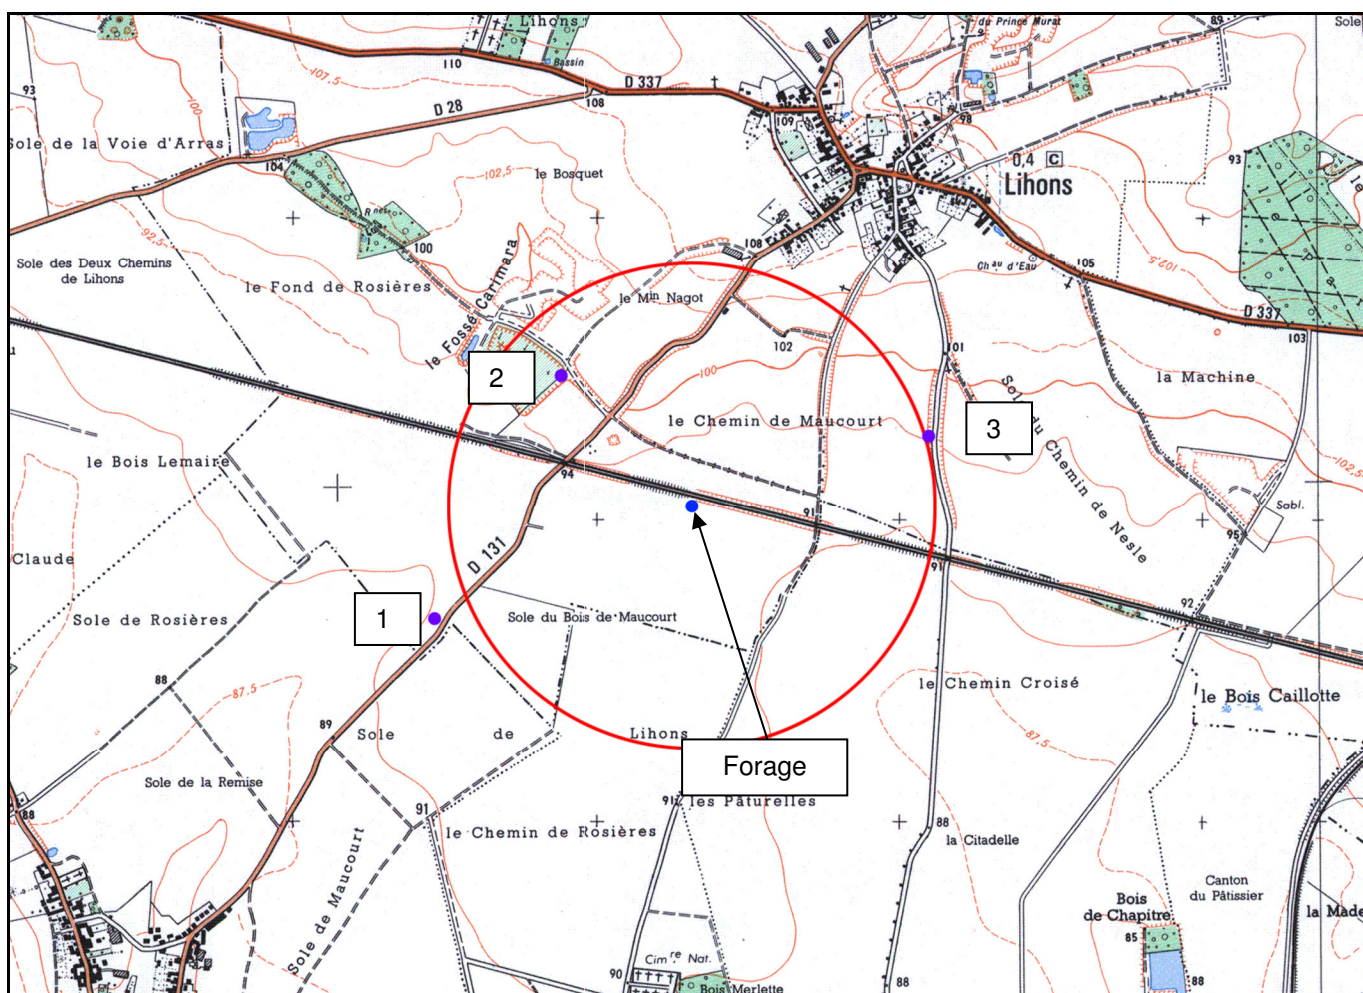 Lihons
du Prince Murat
89
Sole
107.5
110
Bassin
D 337
93
100
D 28
108
109
98
Sole de la Voie d'Arras
104
102,5
le Bosquet
0,4 C
Lihons
93
92,5
100
108
Sole des Deux Chemins
de Lihons
le Fond de Rosières
le Fossé Carimara
le Mⁱⁿ Nagot
Chᵃᵘ d'Eau
105
102,5
D 337
103
102
101
2
100
la Machine
le Chemin de Maucourt
3
Sole du Chemin de Nesle
102,5
le Bois Lemaire
94
91
Sabl.
95
Claude
D 131
91
92
1
Sole de Rosières
Sole du Bois de Maucourt
88
87.5
le Chemin Croisé
le Bois Caillotte
89
Sole de Lihons
87.5
Forage
Sole de la Remise
91
91
les Pâturelles
88
le Chemin de Rosières
88
la Citadelle
Sole de Maucourt
Canton
du Pâtissier
Bois
de Chapitre
85
la Made
Cimʳᵉ Nat.
90
88
88
Bois Merlette